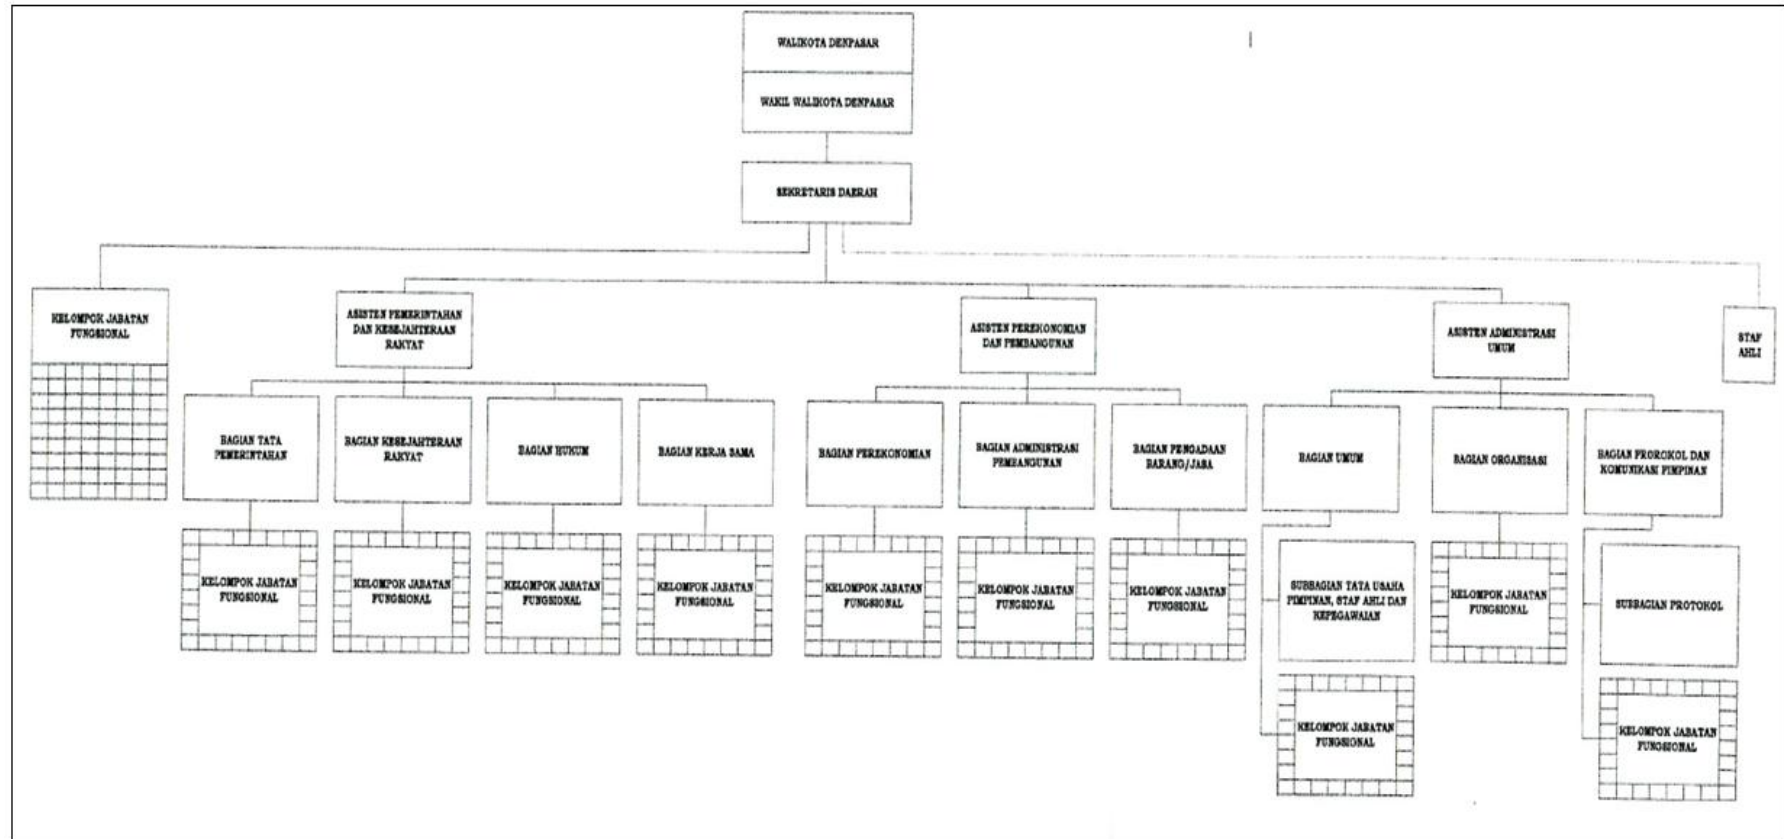 WALIKOTA DENPASAR
WAKIL WALIKOTA DENPASAR
SEKRETARIS DAERAH
KELOMPOK JABATAN
FUNGSIONAL
ASISTEN PEMERINTAHAN
DAN KESEJAHTERAAN
RAKYAT
ASISTEN PEREKONOMIAN
DAN PEMBANGUNAN
ASISTEN ADMINISTRASI
UMUM
STAF
AHLI
BAGIAN TATA
PEMERINTAHAN
BAGIAN KESEJAHTERAAN
RAKYAT
BAGIAN HUKUM
BAGIAN KERJA SAMA
BAGIAN PEREKONOMIAN
BAGIAN ADMINISTRASI
PEMBANGUNAN
BAGIAN PENGADAAN
BARANG/JASA
BAGIAN UMUM
BAGIAN ORGANISASI
BAGIAN PROROKOL DAN
KOMUNIKASI PIMPINAN
KELOMPOK JABATAN
FUNGSIONAL
KELOMPOK JABATAN
FUNGSIONAL
KELOMPOK JABATAN
FUNGSIONAL
KELOMPOK JABATAN
FUNGSIONAL
KELOMPOK JABATAN
FUNGSIONAL
KELOMPOK JABATAN
FUNGSIONAL
KELOMPOK JABATAN
FUNGSIONAL
SUBBAGIAN TATA USAHA
PIMPINAN, STAF AHLI DAN
KEPEGAWAIAN
KELOMPOK JABATAN
FUNGSIONAL
SUBBAGIAN PROTOKOL
KELOMPOK JABATAN
FUNGSIONAL
KELOMPOK JABATAN
FUNGSIONAL